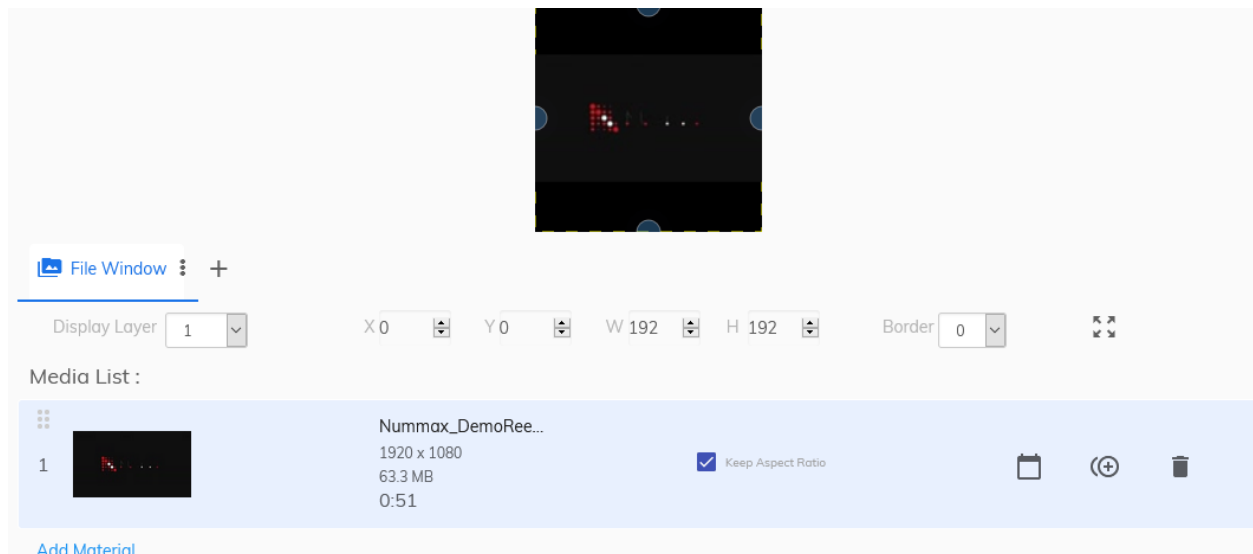 File Window
Display Layer 1 X 0 Y 0 W 192 H 192 Border 0
Media List :
1
Nummax_DemoRee...
1920 x 1080
63.3 MB
0:51
Keep Aspect Ratio
Add Material